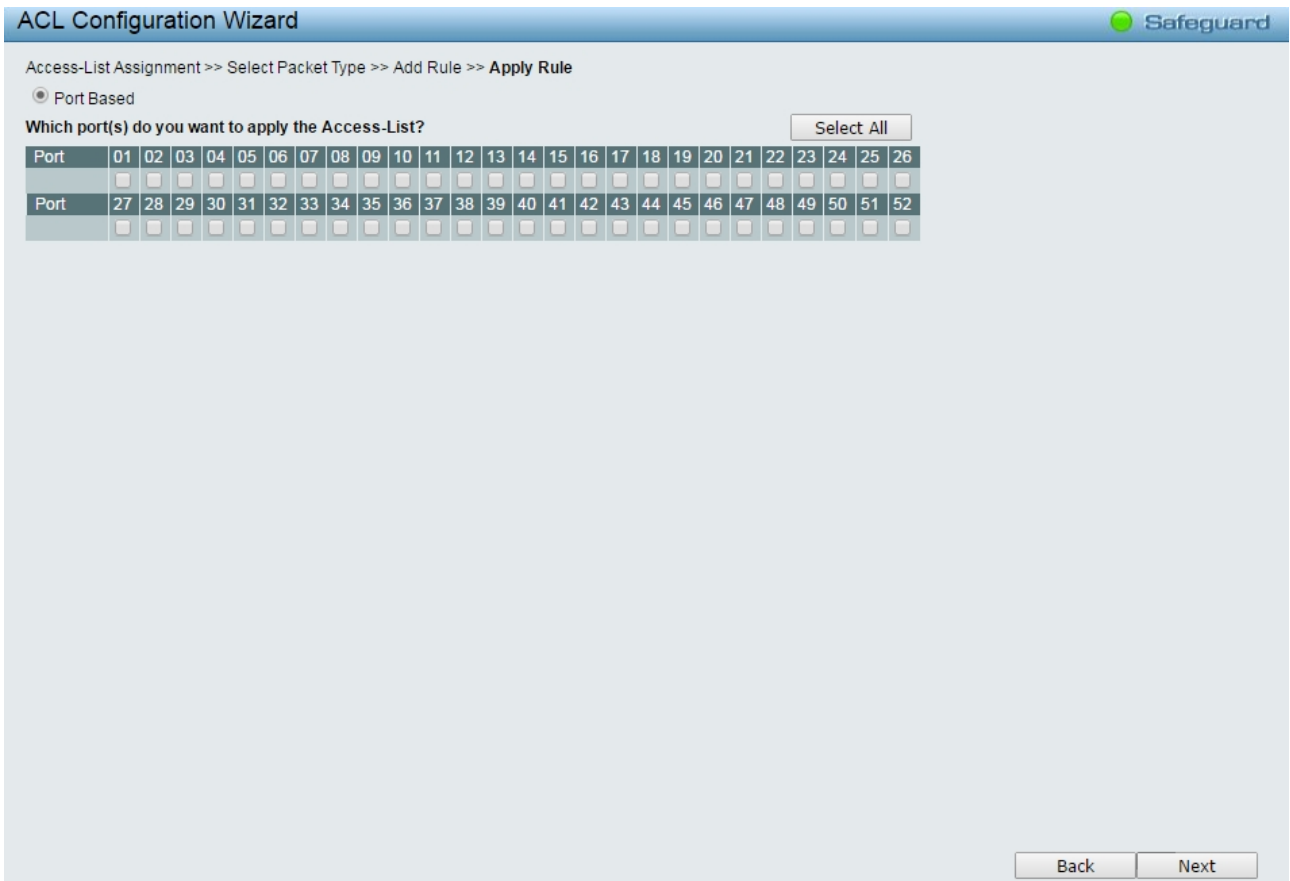 ACL Configuration Wizard
Safeguard
Access-List Assignment >> Select Packet Type >> Add Rule >> Apply Rule
Port Based
Which port(s) do you want to apply the Access-List?
Select All
Port 01 02 03 04 05 06 07 08 09 10 11 12 13 14 15 16 17 18 19 20 21 22 23 24 25 26
Port 27 28 29 30 31 32 33 34 35 36 37 38 39 40 41 42 43 44 45 46 47 48 49 50 51 52
Back
Next